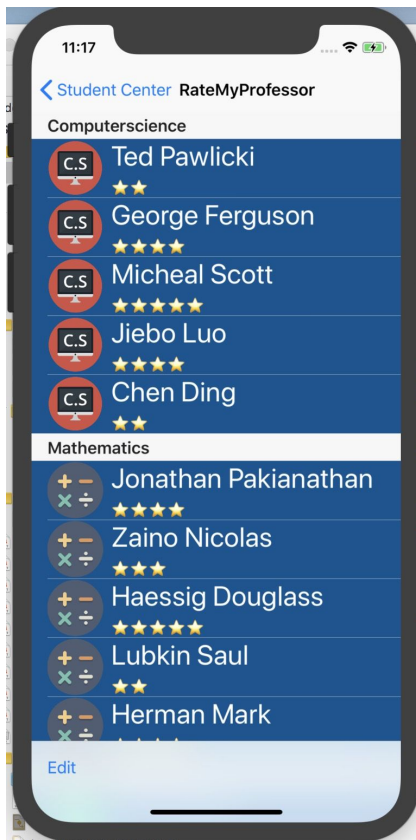 11:17
Student Center RateMyProfessor
Computerscience
C.S Ted Pawlicki
C.S George Ferguson
C.S Micheal Scott
C.S Jiebo Luo
C.S Chen Ding
Mathematics
Jonathan Pakianathan
Zaino Nicolas
Haessig Douglass
Lubkin Saul
Herman Mark
Edit